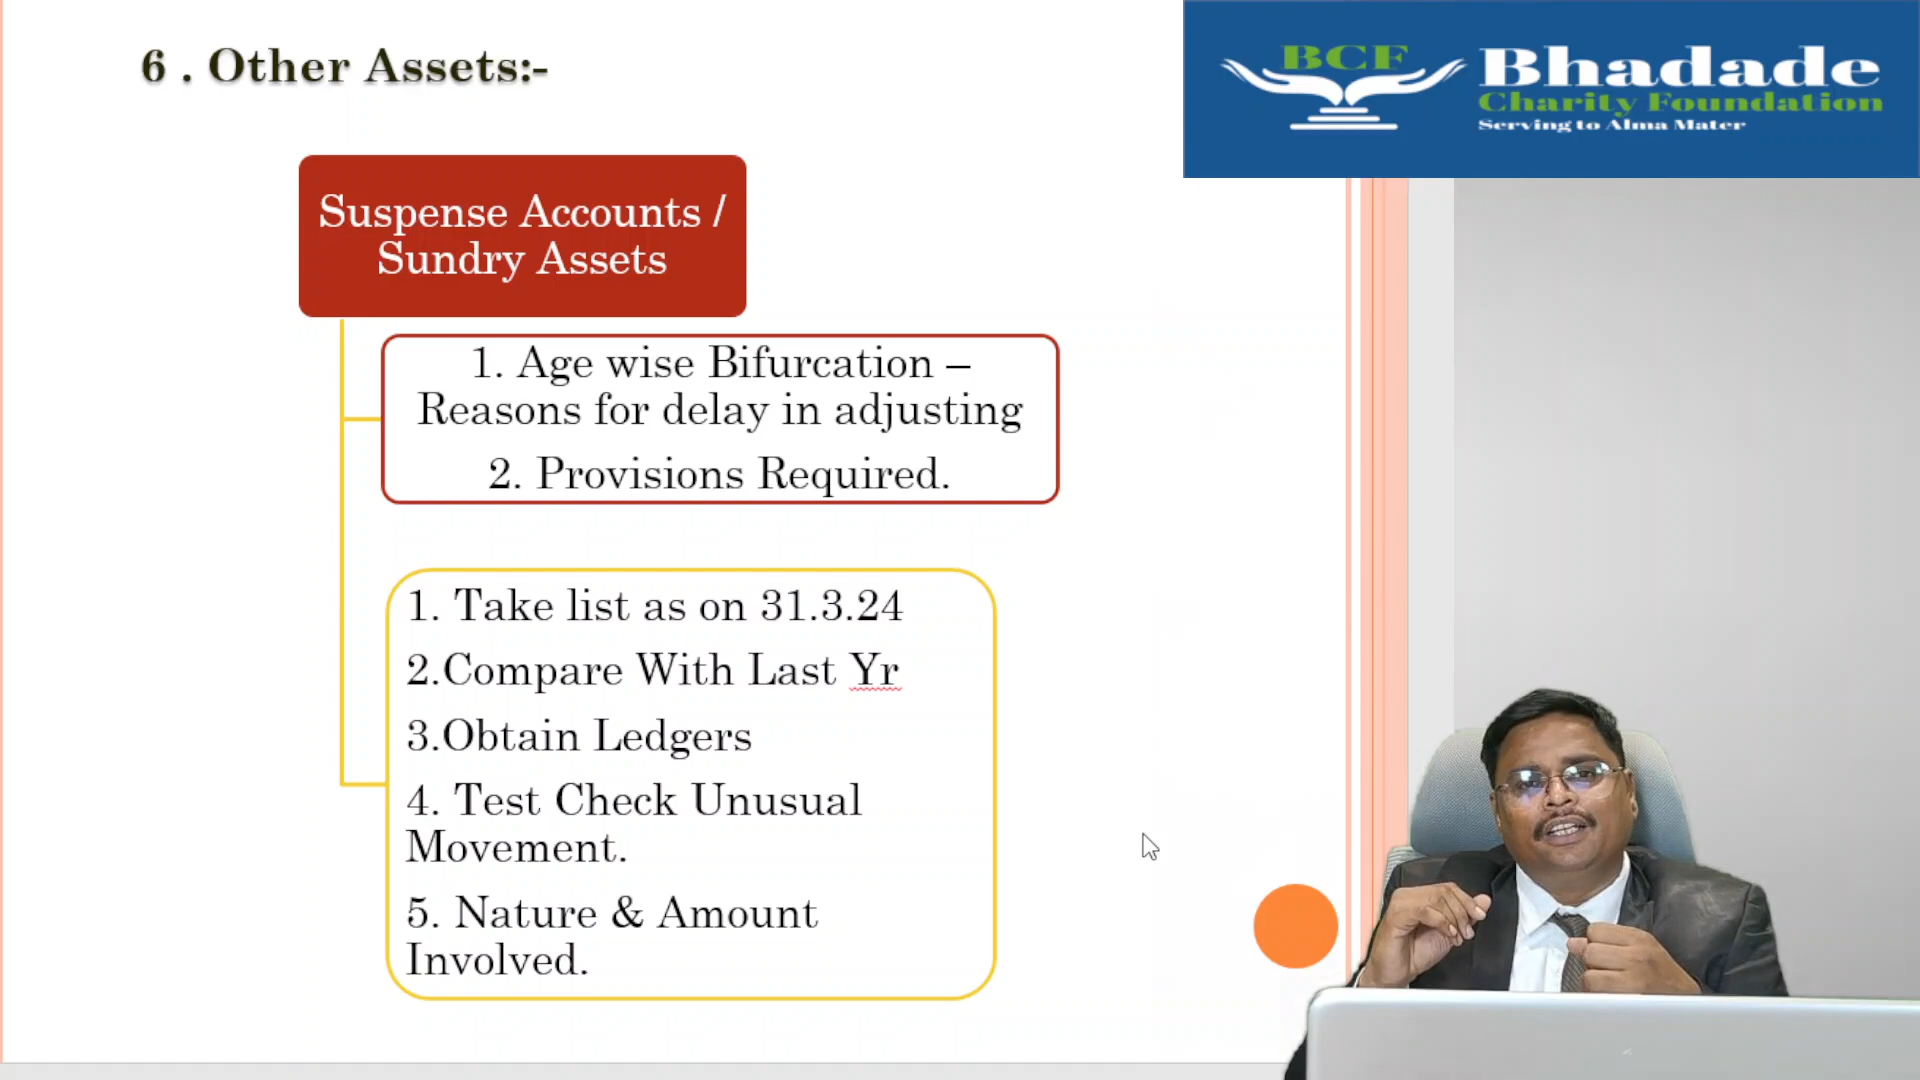 6 . Other Assets:-
BCF
Bhadade
Charity Foundation
Serving to Alma Mater
Suspense Accounts /
Sundry Assets
1. Age wise Bifurcation –
Reasons for delay in adjusting
2. Provisions Required.
1. Take list as on 31.3.24
2.Compare With Last Yr
3.Obtain Ledgers
4. Test Check Unusual
Movement.
5. Nature & Amount
Involved.